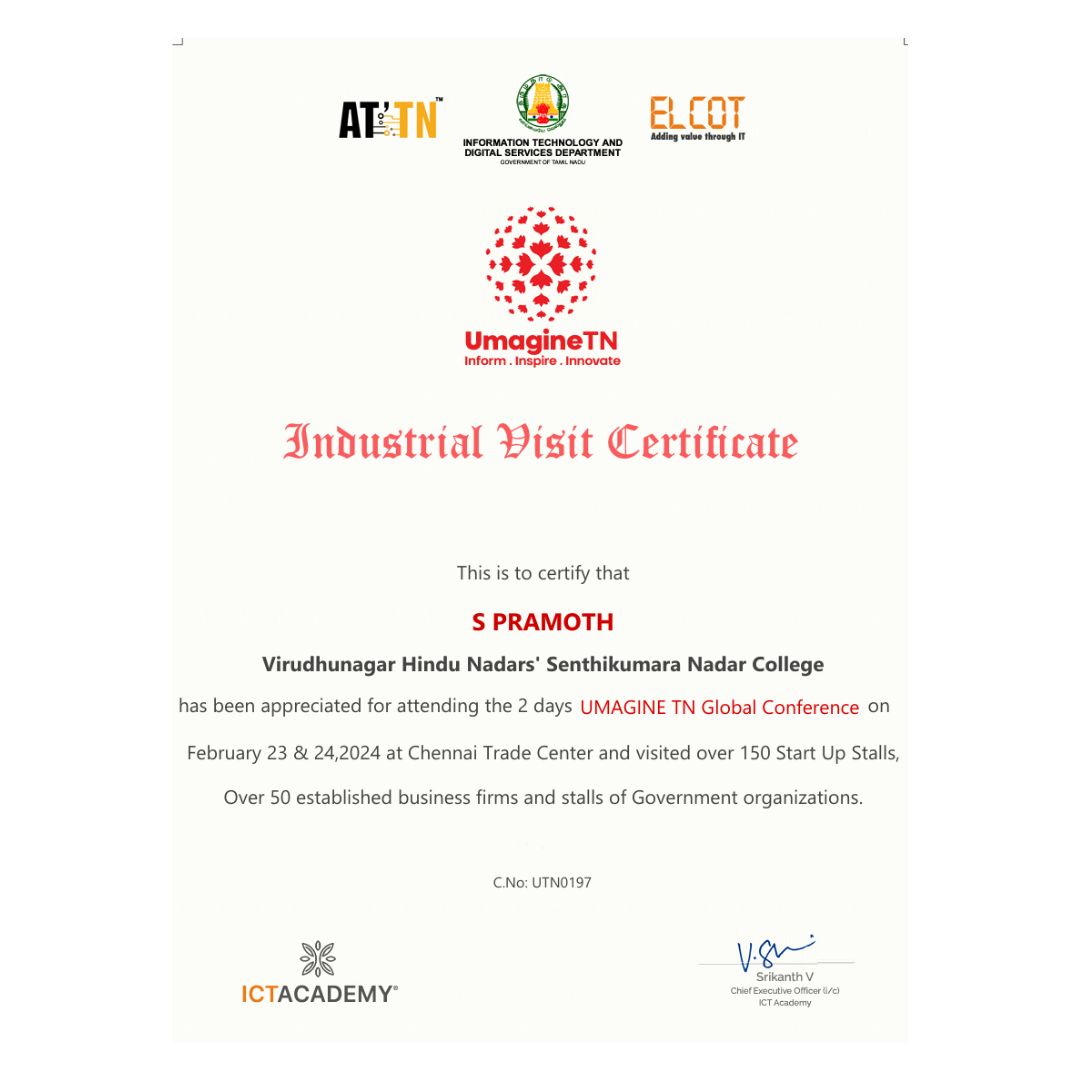 AT'TN™
INFORMATION TECHNOLOGY AND
DIGITAL SERVICES DEPARTMENT
GOVERNMENT OF TAMIL NADU
ELCOT
Adding value through IT
UmagineTN
Inform . Inspire . Innovate
Industrial Visit Certificate
This is to certify that
S PRAMOTH
Virudhunagar Hindu Nadars' Senthikumara Nadar College
has been appreciated for attending the 2 days UMAGINE TN Global Conference on
February 23 & 24,2024 at Chennai Trade Center and visited over 150 Start Up Stalls,
Over 50 established business firms and stalls of Government organizations.
C.No: UTN0197
ICTACADEMY®
Srikanth V
Chief Executive Officer (i/c)
ICT Academy